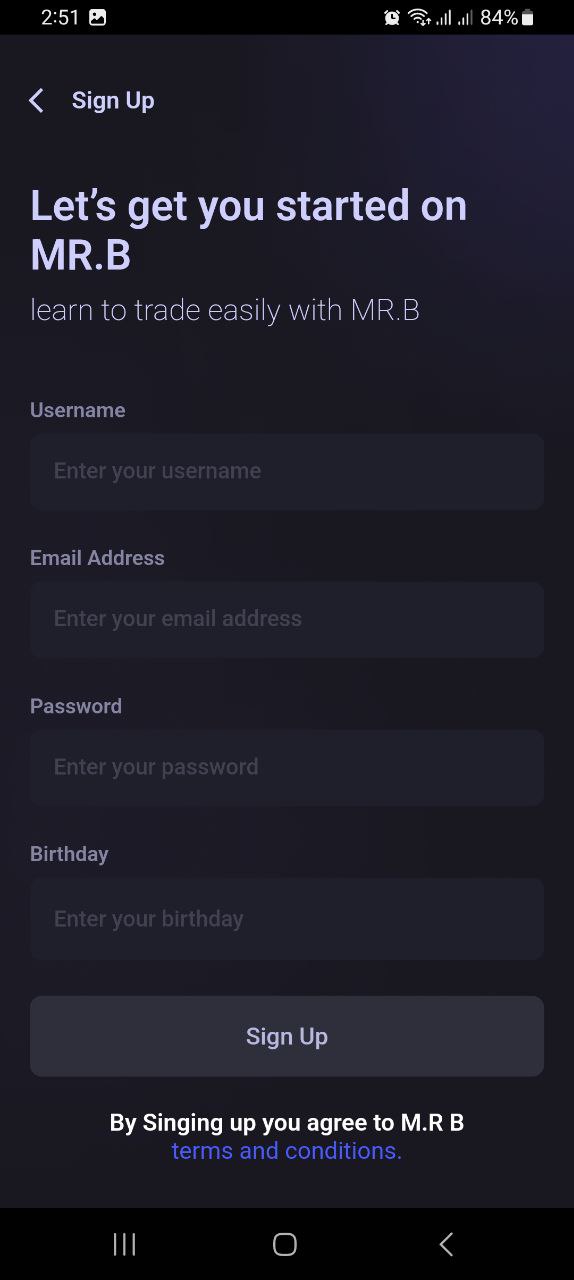 2:51 84%
Sign Up
Let's get you started on
MR.B
learn to trade easily with MR.B
Username
Enter your username
Email Address
Enter your email address
Password
Enter your password
Birthday
Enter your birthday
Sign Up
By Singing up you agree to M.R B
terms and conditions.